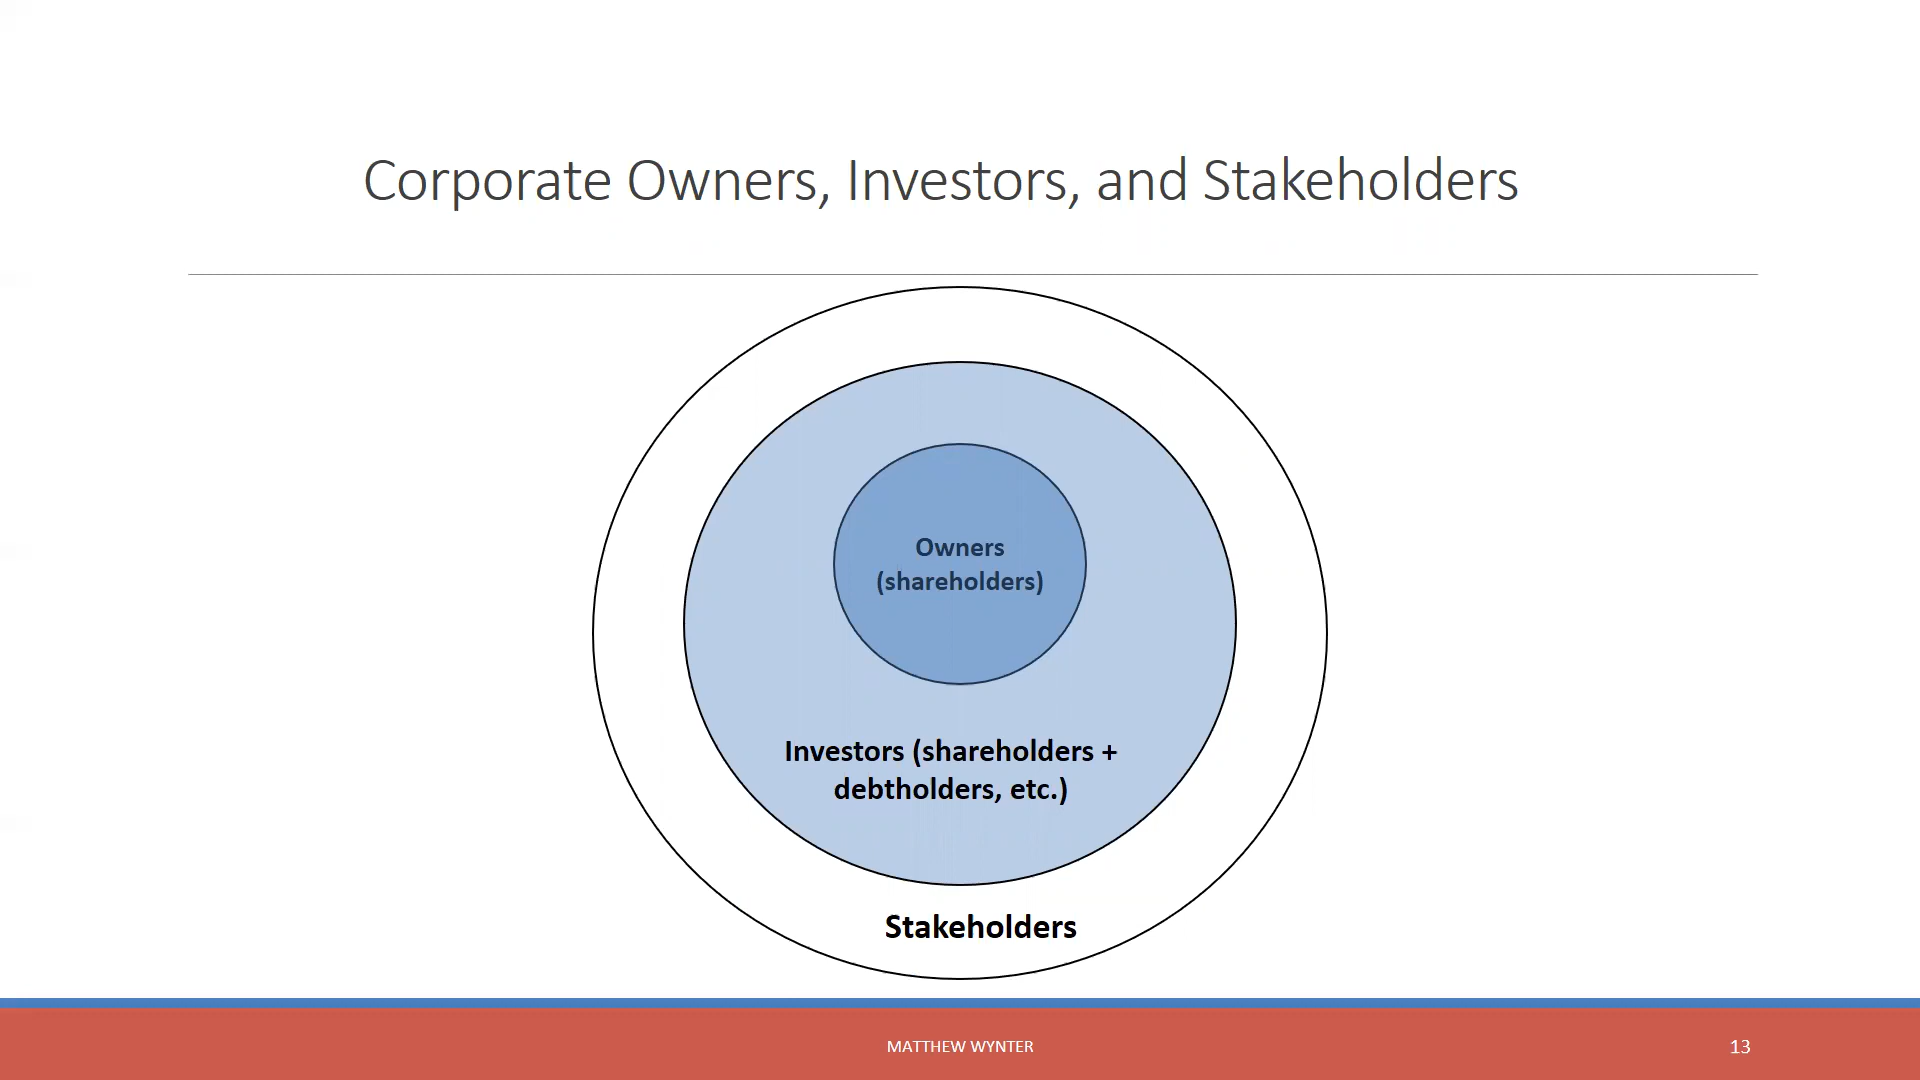 Corporate Owners, Investors, and Stakeholders
Owners
(shareholders)
Investors (shareholders +
debtholders, etc.)
Stakeholders
MATTHEW WYNTER
13